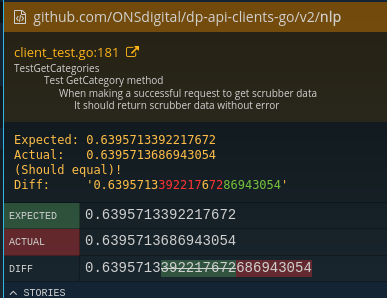 github.com/ONSdigital/dp-api-clients-go/v2/nlp
client_test.go:181
TestGetCategories
Test GetCategory method
When making a successful request to get scrubber data
It should return scrubber data without error
Expected: 0.6395713392217672
Actual: 0.6395713686943054
(Should equal)!
Diff: '0.639571339221767286943054'
EXPECTED 0.6395713392217672
ACTUAL 0.6395713686943054
DIFF 0.6395713392217672686943054
STORIES